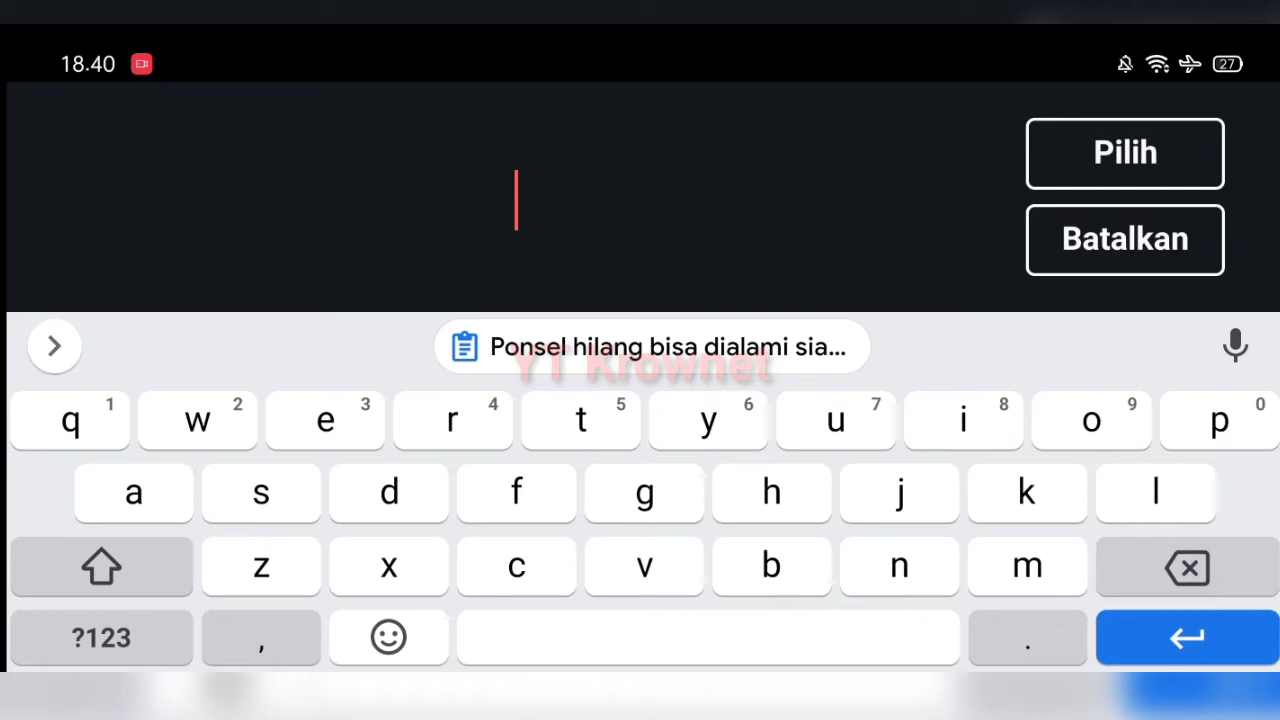 18.40
27
Pilih
Batalkan
Ponsel hilang bisa dialami sia...
YT Krownet
q 1 w 2 e 3 r 4 t 5 y 6 u 7 i 8 o 9 p 0
a s d f g h j k l
z x c v b n m
?123 , .